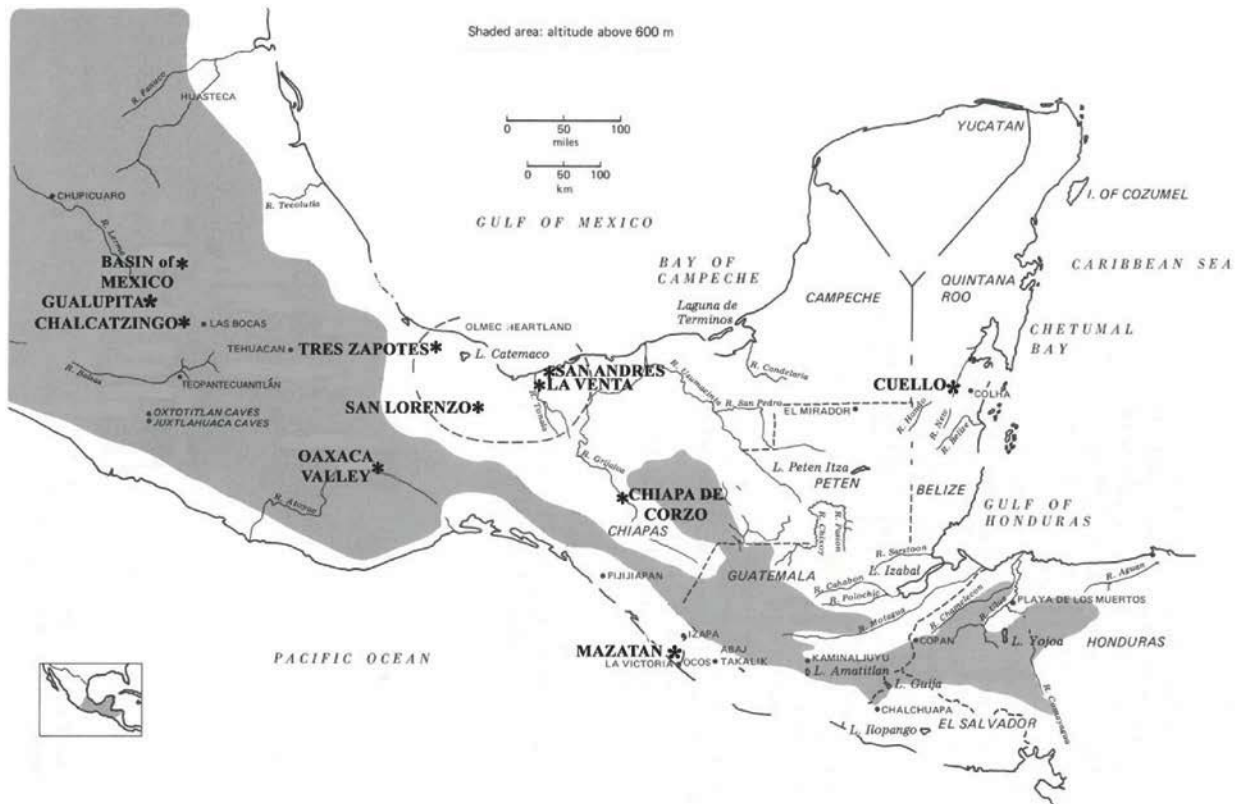 Shaded area: altitude above 600 m
R. Panuco
HUASTECA
0 50 100
miles
0 50 100
km
YUCATAN
CHUPICUARO
R. Lerma
R. Tecolutla
GULF OF MEXICO
I. OF COZUMEL
BASIN of
MEXICO
GUALUPITA
CHALCATZINGO
LAS BOCAS
BAY OF
CAMPECHE
CARIBBEAN SEA
CAMPECHE
QUINTANA
ROO
Laguna de
Terminos
CHETUMAL
BAY
OLMEC HEARTLAND
TEHUACAN
TRES ZAPOTES
L. Catemaco
R. Balsas
TEOPANTECUANITLAN
SAN ANDRES
LA VENTA
R. Tonala
R. Usumacinta
R. Candelaria
R. San Pedro
CUELLO
COLHA
SAN LORENZO
EL MIRADOR
R. Hondo
R. New
R. Belize
OXTOTITLAN CAVES
JUXTLAHUACA CAVES
OAXACA
VALLEY
R. Atoyac
R. Grijalva
L. Peten Itza
PETEN
BELIZE
CHIAPA DE
CORZO
CHIAPAS
GULF OF
HONDURAS
R. Chixoy
R. Pasion
R. Sarstoon
L. Izabal
GUATEMALA
R. Cahabon
R. Polochic
PIJIJIAPAN
R. Motagua
R. Chamelecon
R. Ulua
R. Aguan
PLAYA DE LOS MUERTOS
PACIFIC OCEAN
MAZATAN
IZAPA
LA VICTORIA
OCOS
ABAJ
TAKALIK
KAMINALJUYU
L. Amatitlan
COPAN
L. Yojoa
HONDURAS
L. Guija
CHALCHUAPA
EL SALVADOR
R. Comayagua
L. Ilopango